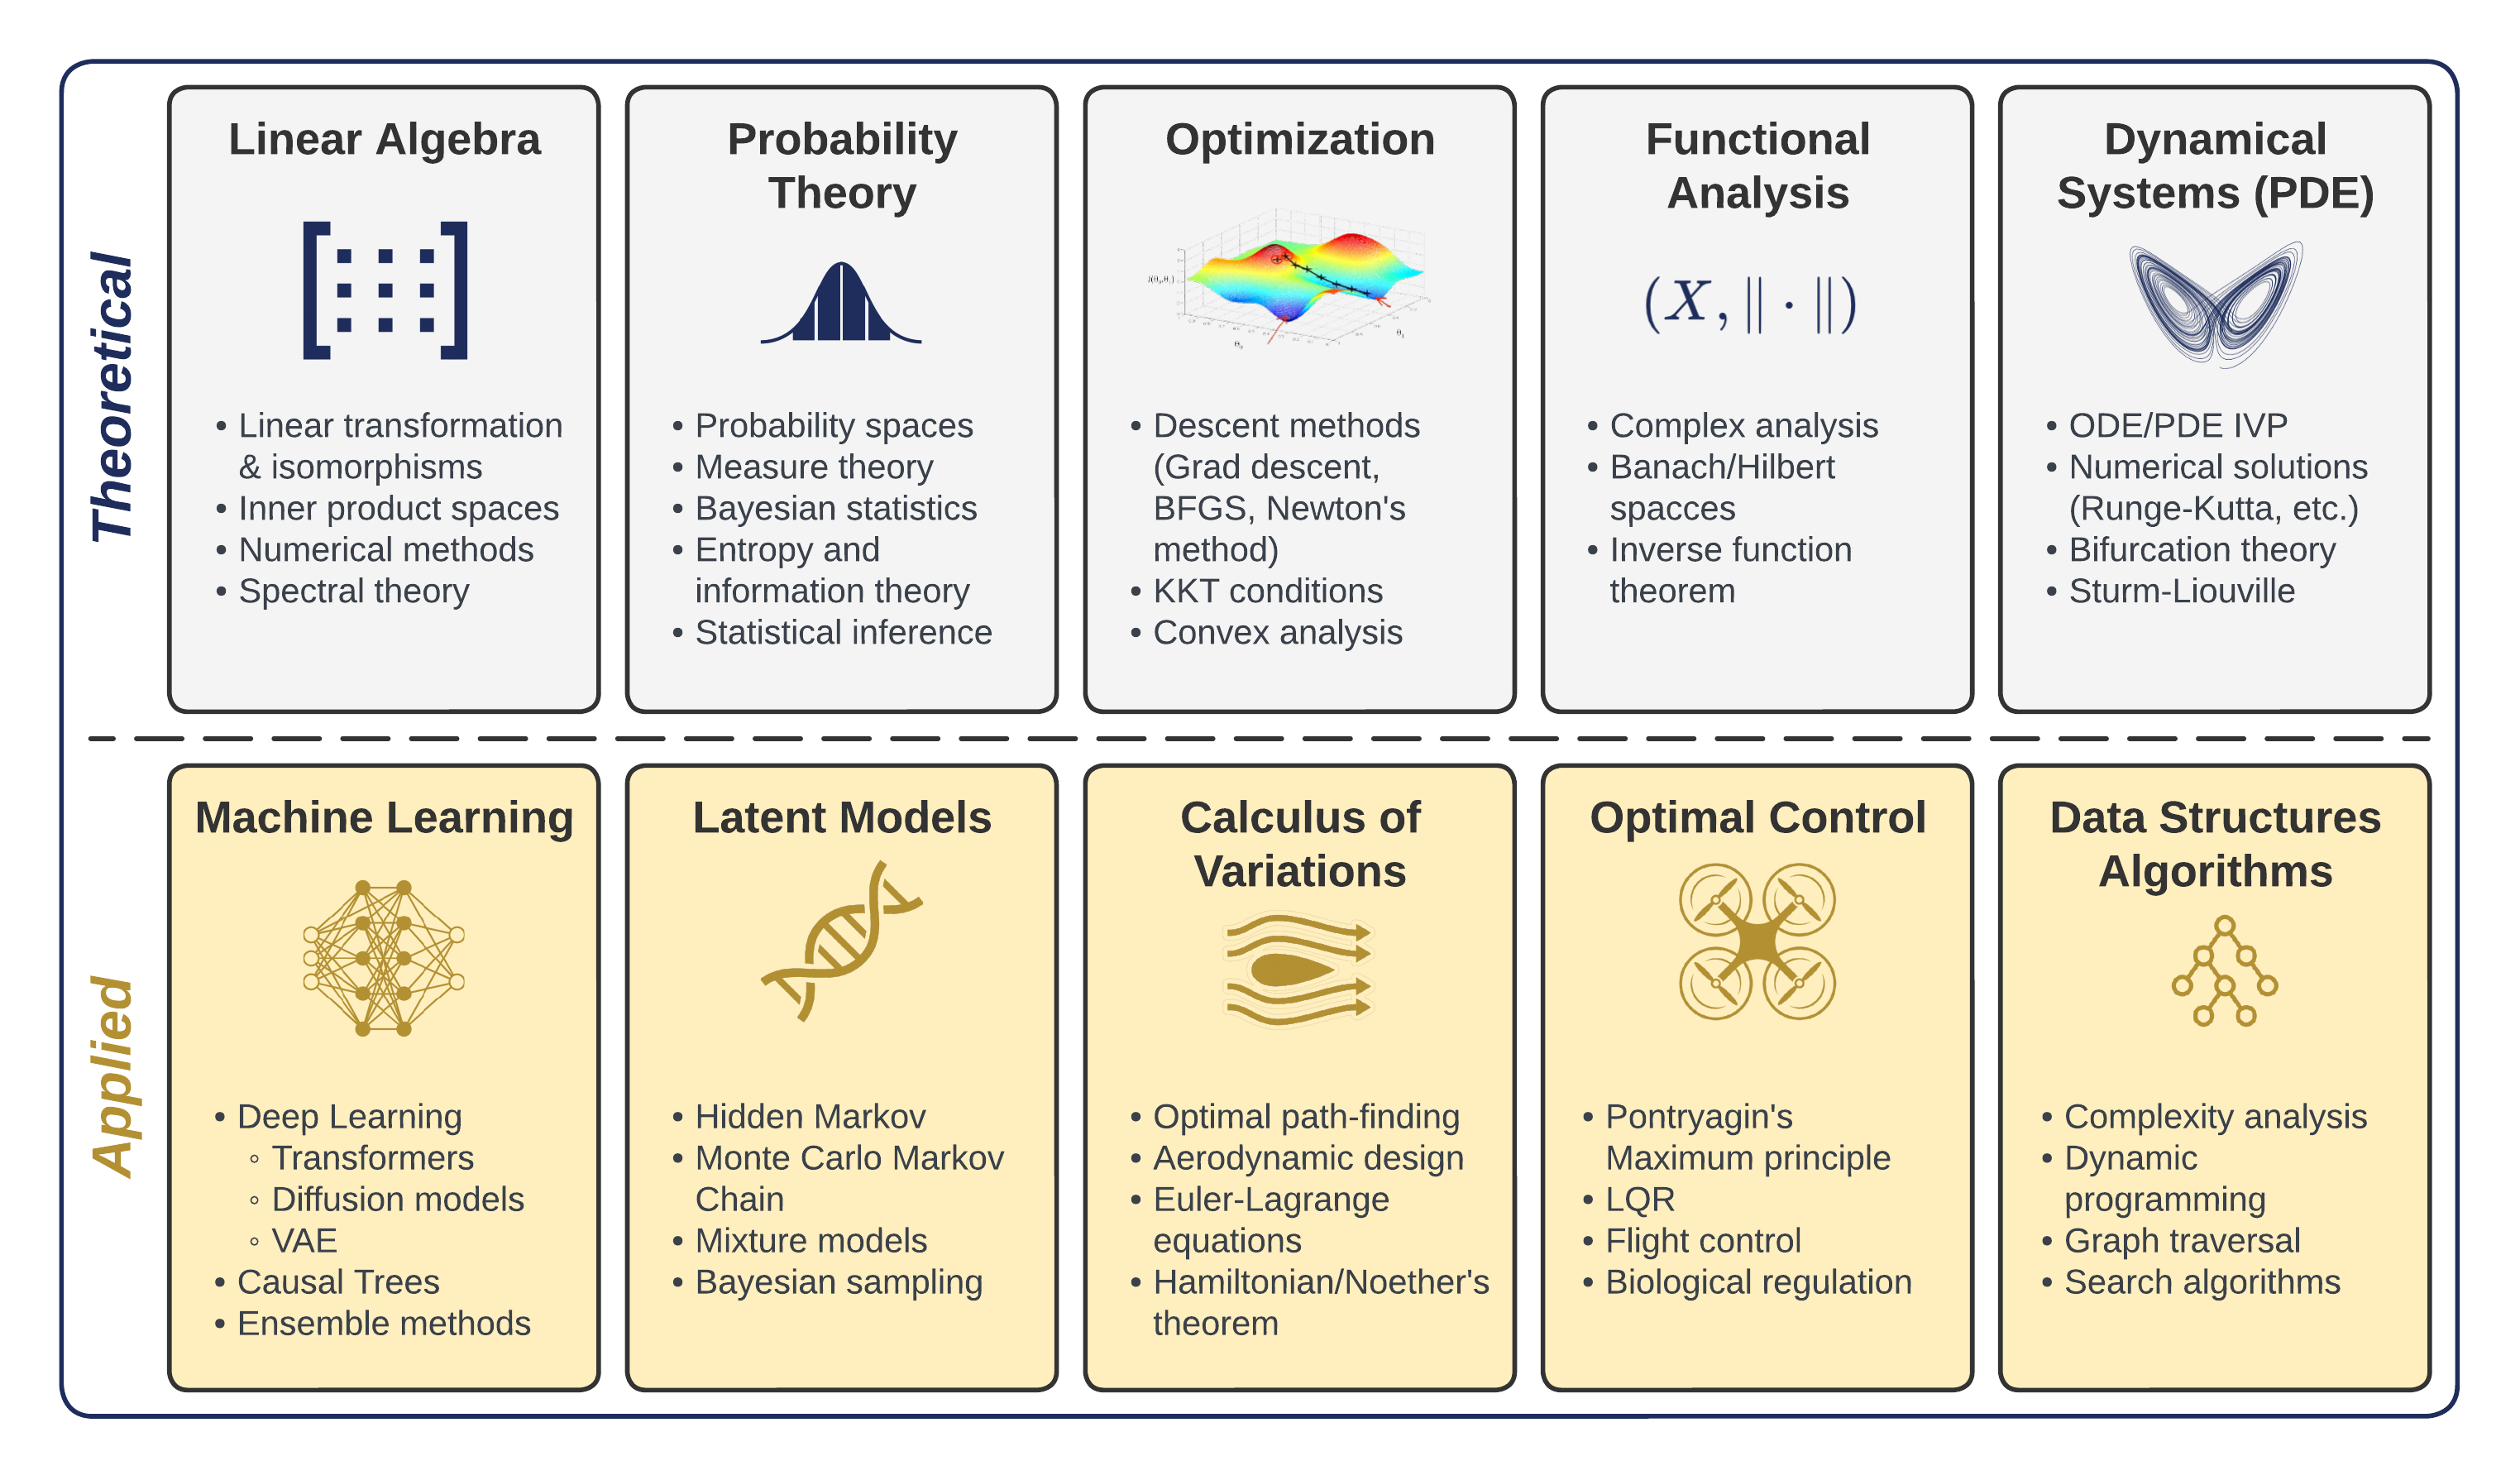 Theoretical
Linear Algebra
• Linear transformation
& isomorphisms
• Inner product spaces
• Numerical methods
• Spectral theory
Probability
Theory
• Probability spaces
• Measure theory
• Bayesian statistics
• Entropy and
information theory
• Statistical inference
Optimization
J(θ₀,θ₁)
θ₀
θ₁
• Descent methods
(Grad descent,
BFGS, Newton's
method)
• KKT conditions
• Convex analysis
Functional
Analysis
(X, ∥ · ∥)
• Complex analysis
• Banach/Hilbert
spacces
• Inverse function
theorem
Dynamical
Systems (PDE)
• ODE/PDE IVP
• Numerical solutions
(Runge-Kutta, etc.)
• Bifurcation theory
• Sturm-Liouville
Applied
Machine Learning
• Deep Learning
◦ Transformers
◦ Diffusion models
◦ VAE
• Causal Trees
• Ensemble methods
Latent Models
• Hidden Markov
• Monte Carlo Markov
Chain
• Mixture models
• Bayesian sampling
Calculus of
Variations
• Optimal path-finding
• Aerodynamic design
• Euler-Lagrange
equations
• Hamiltonian/Noether's
theorem
Optimal Control
• Pontryagin's
Maximum principle
• LQR
• Flight control
• Biological regulation
Data Structures
Algorithms
• Complexity analysis
• Dynamic
programming
• Graph traversal
• Search algorithms